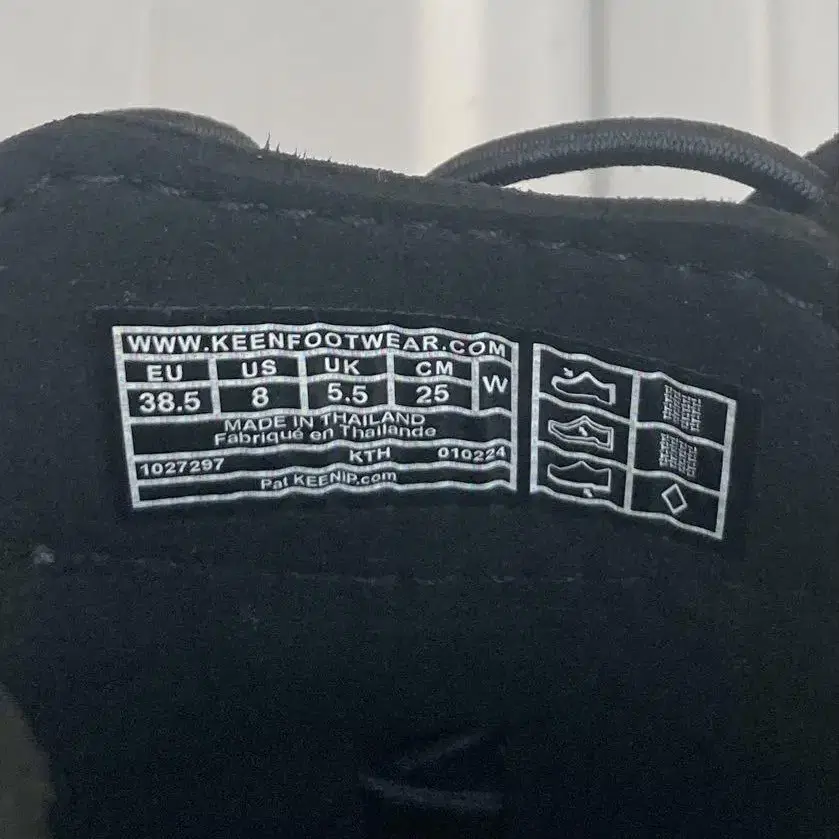 WWW.KEENFOOTWEAR.COM
EU US UK CM W
38.5 8 5.5 25
MADE IN THAILAND
Fabriqué en Thaïlande
1027297 KTH 010224
Pat KEENIP.com